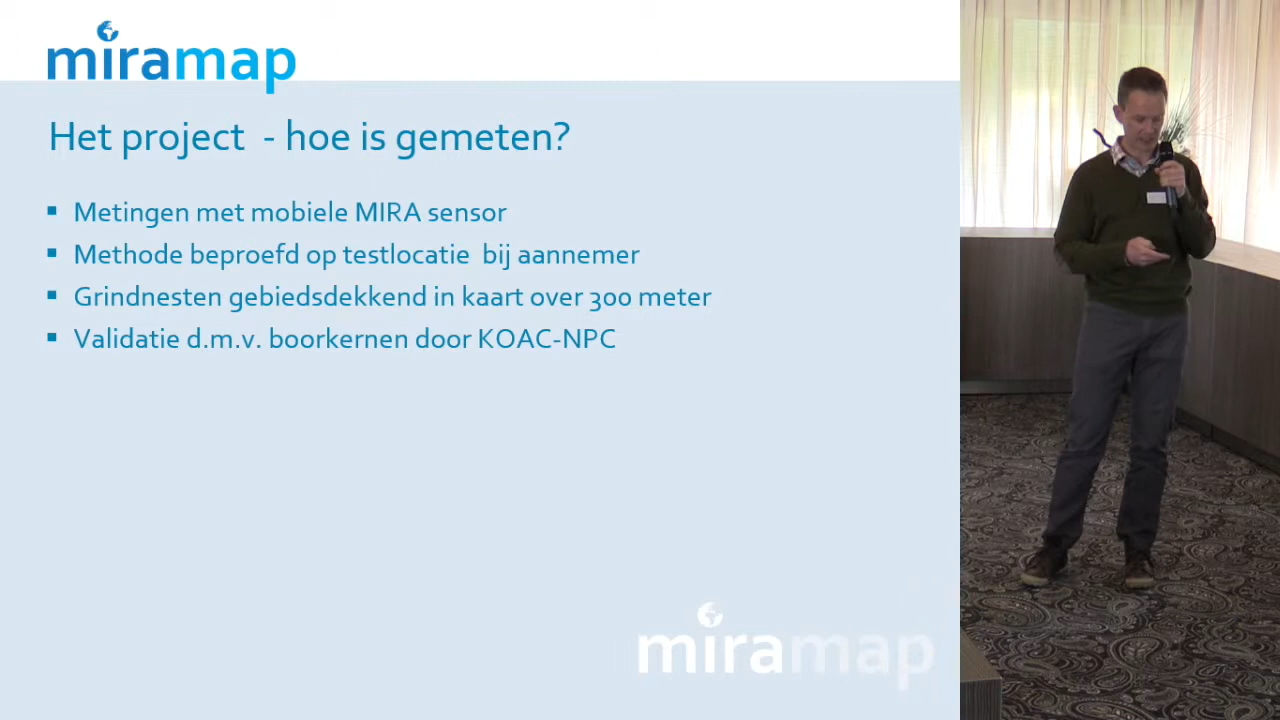 miramap
Het project - hoe is gemeten?
Metingen met mobiele MIRA sensor
Methode beproefd op testlocatie bij aannemer
Grindnesten gebiedsdekkend in kaart over 300 meter
Validatie d.m.v. boorkernen door KOAC-NPC
miramap